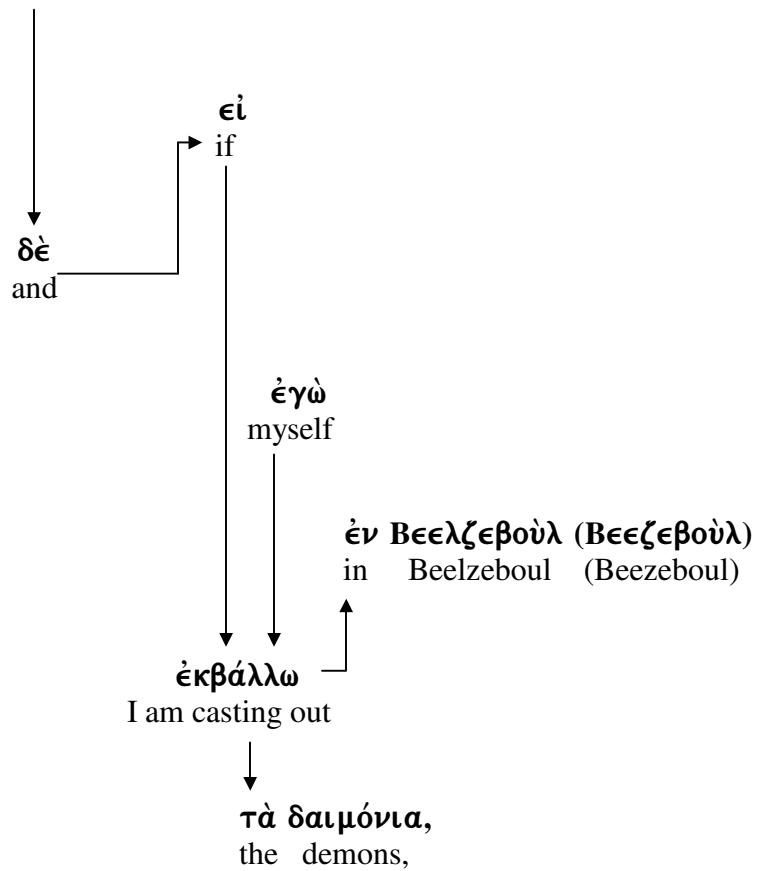 εἰ
if
δὲ
and
ἐγὼ
myself
ἐν Βεελζεβοὺλ (Βεεζεβοὺλ)
in Beelzeboul (Beezeboul)
ἐκβάλλω
I am casting out
τὰ δαιμόνια,
the demons,